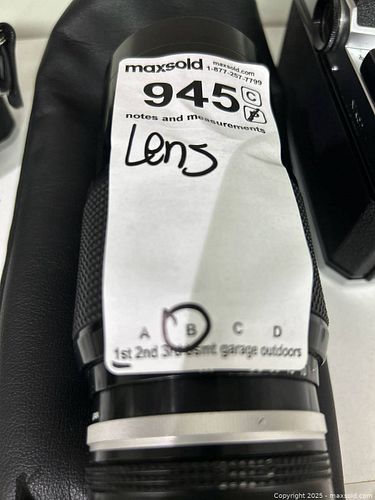 maxsold maxsold.com
1-877-257-7799
945 C
P
notes and measurements
Lens
A B C D
1st 2nd 3rd bsmt garage outdoors
Copyright 2025 - maxsold.com